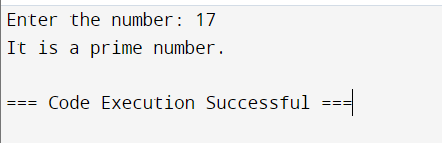 Enter the number: 17
It is a prime number.
=== Code Execution Successful ===